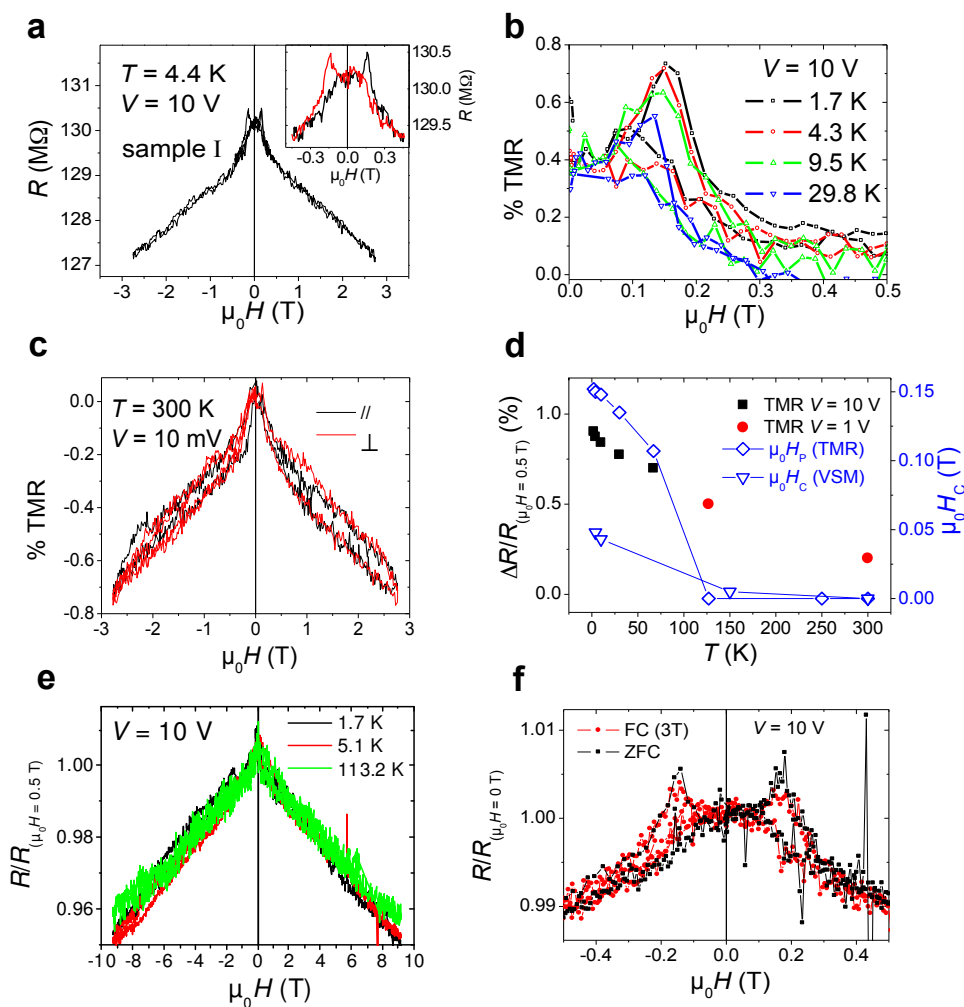 a
T = 4.4 K
V = 10 V
sample I
R (MΩ)
131
130
129
128
127
-3 -2 -1 0 1 2 3
μ0H (T)
130.5
130.0
129.4
R (MΩ)
-0.3 0.0 0.3
μ0H (T)
b
V = 10 V
1.7 K
4.3 K
9.5 K
29.8 K
% TMR
0.8
0.6
0.4
0.2
0.0
0.0 0.1 0.2 0.3 0.4 0.5
μ0H (T)
c
T = 300 K
V = 10 mV
//
⊥
% TMR
0.0
-0.2
-0.4
-0.6
-0.8
-3 -2 -1 0 1 2 3
μ0H (T)
d
TMR V = 10 V
TMR V = 1 V
μ0HP (TMR)
μ0HC (VSM)
ΔR/R(μ0H = 0.5 T) (%)
1.0
0.5
0.0
0.15
0.10
0.05
0.00
μ0HC (T)
0 50 100 150 200 250 300
T (K)
e
V = 10 V
1.7 K
5.1 K
113.2 K
R/R(μ0H = 0.5 T)
1.00
0.98
0.96
-10 -8 -6 -4 -2 0 2 4 6 8 10
μ0H (T)
f
FC (3T)
ZFC
V = 10 V
R/R(μ0H = 0 T)
1.01
1.00
0.99
-0.4 -0.2 0.0 0.2 0.4
μ0H (T)